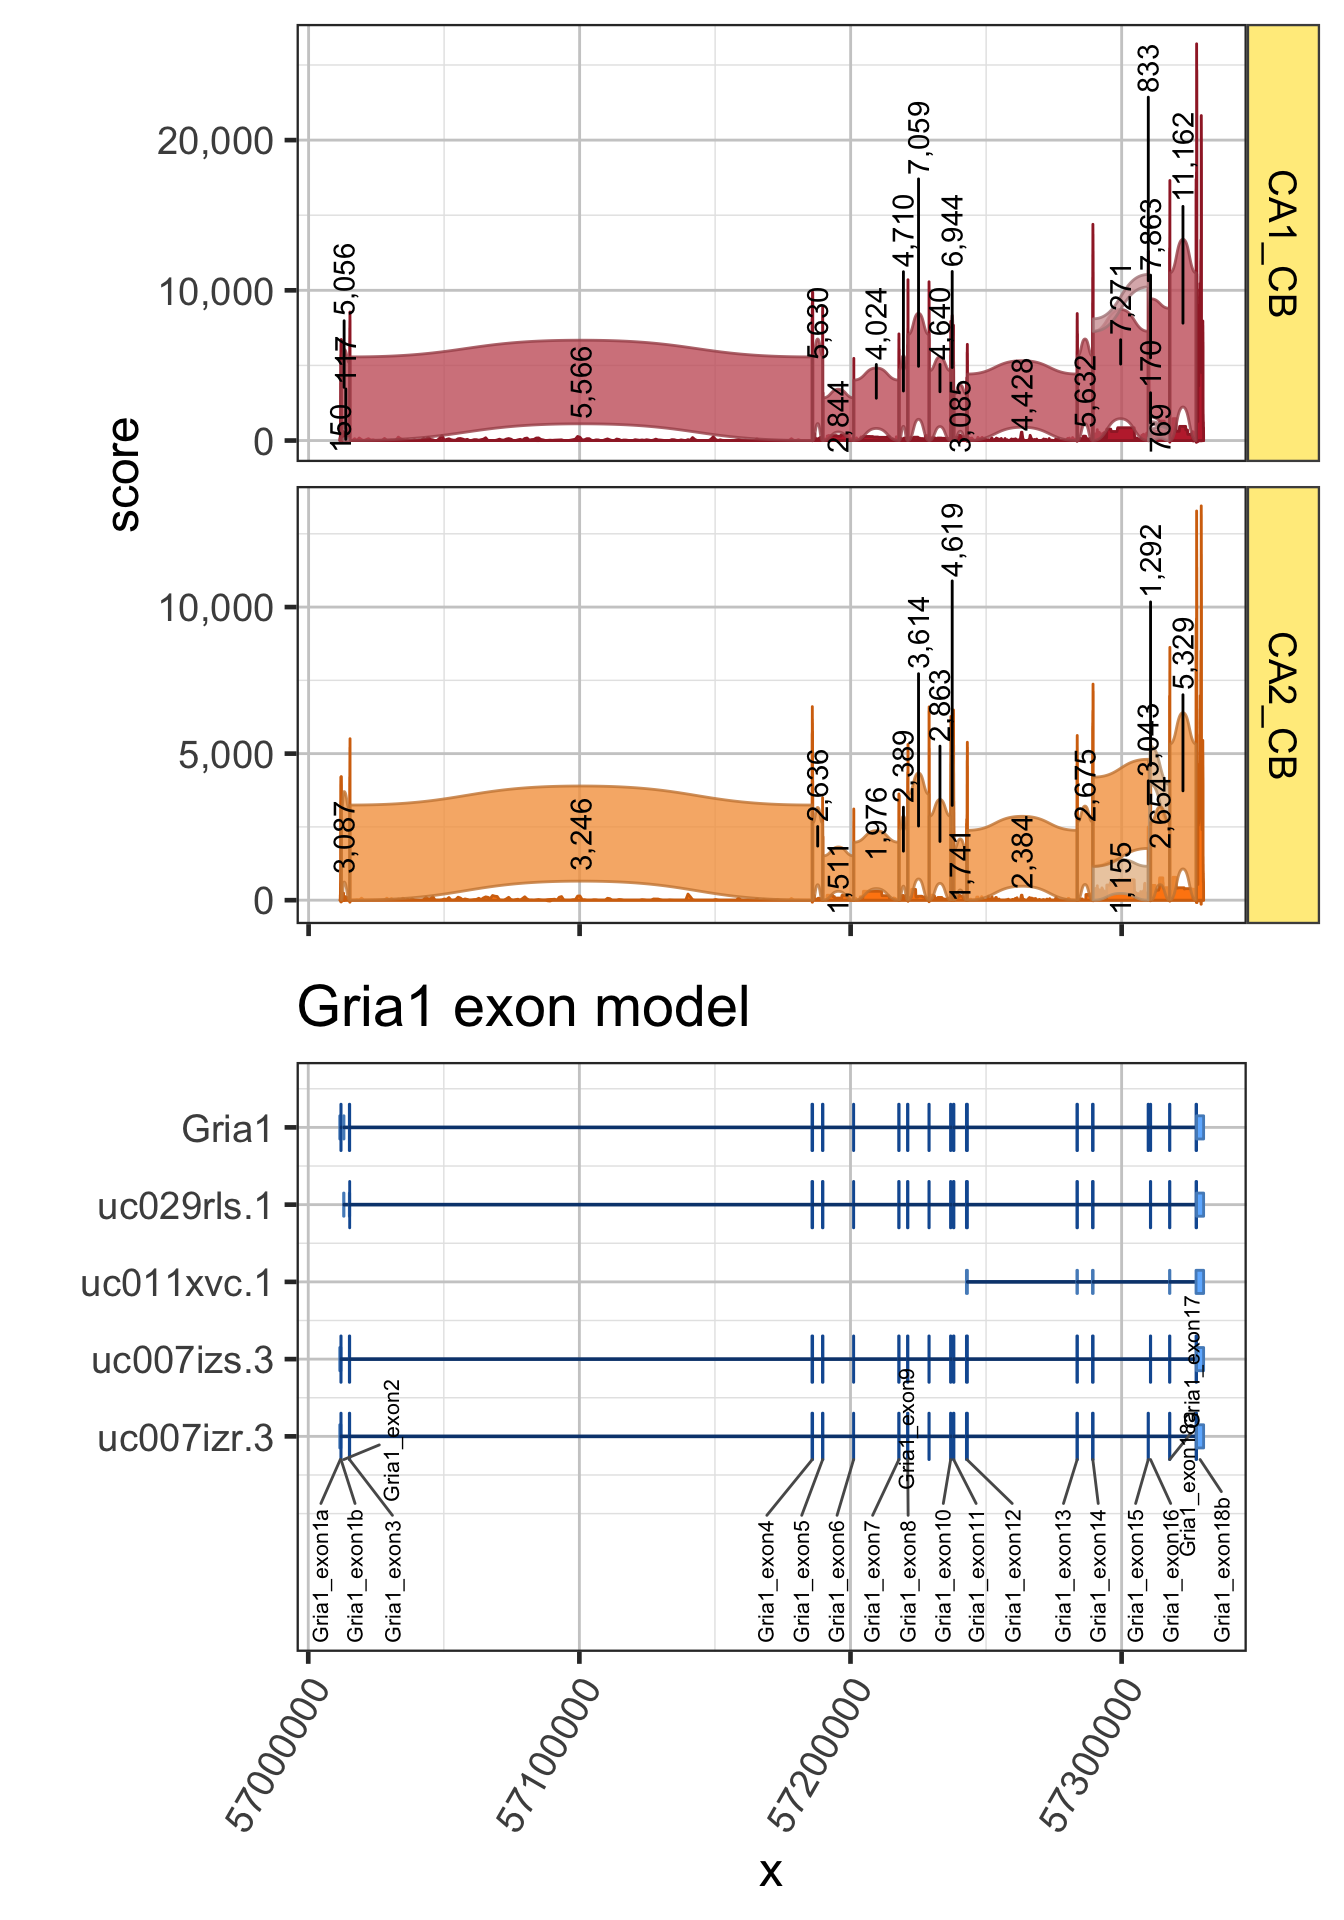 score
20,000
10,000
0
CA1_CB
150
117
5,056
5,566
5,630
2,844
4,024
4,710
7,059
4,640
6,944
3,085
4,428
5,632
7,271
833
7,863
170
769
11,162
10,000
5,000
0
CA2_CB
3,087
3,246
2,636
1,511
1,976
2,389
3,614
2,863
4,619
1,741
2,384
2,675
1,155
1,292
3,043
2,654
5,329
Gria1 exon model
Gria1
uc029rls.1
uc011xvc.1
uc007izs.3
uc007izr.3
Gria1_exon1a
Gria1_exon1b
Gria1_exon2
Gria1_exon3
Gria1_exon4
Gria1_exon5
Gria1_exon6
Gria1_exon7
Gria1_exon8
Gria1_exon9
Gria1_exon10
Gria1_exon11
Gria1_exon12
Gria1_exon13
Gria1_exon14
Gria1_exon15
Gria1_exon16
Gria1_exon17
Gria1_exon18a
Gria1_exon18b
57000000
57100000
57200000
57300000
x